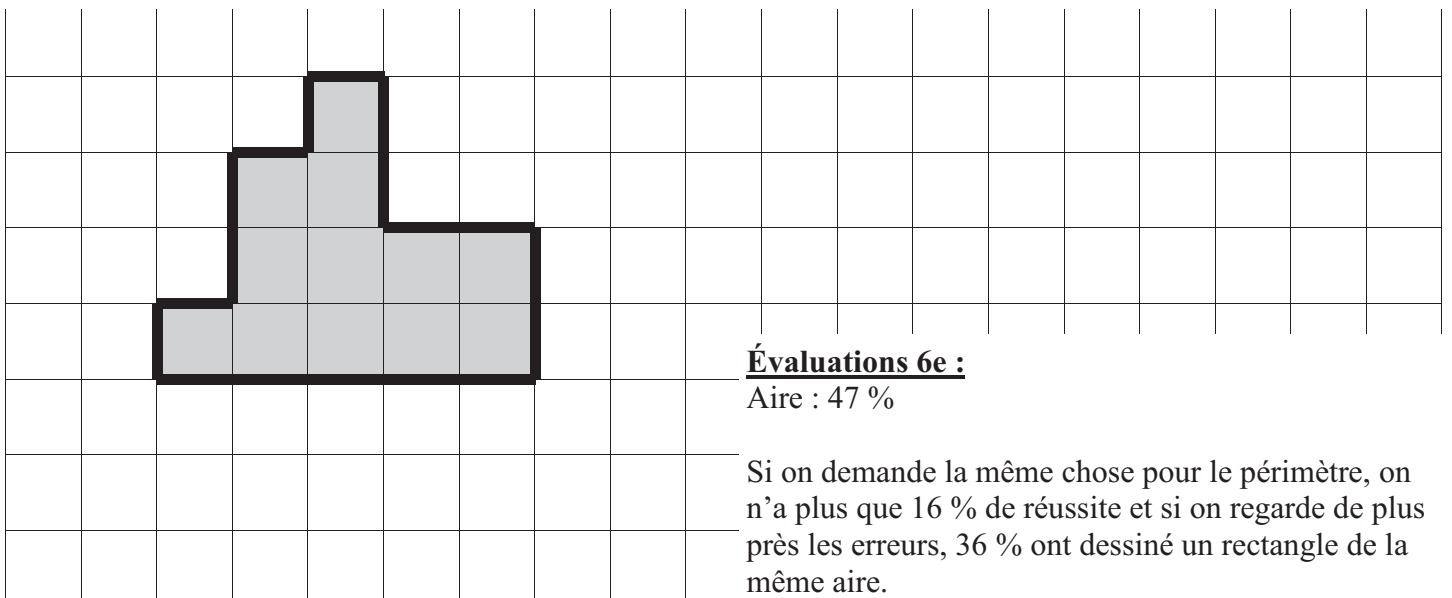 Évaluations 6e :
Aire : 47 %
Si on demande la même chose pour le périmètre, on
n'a plus que 16 % de réussite et si on regarde de plus
près les erreurs, 36 % ont dessiné un rectangle de la
même aire.